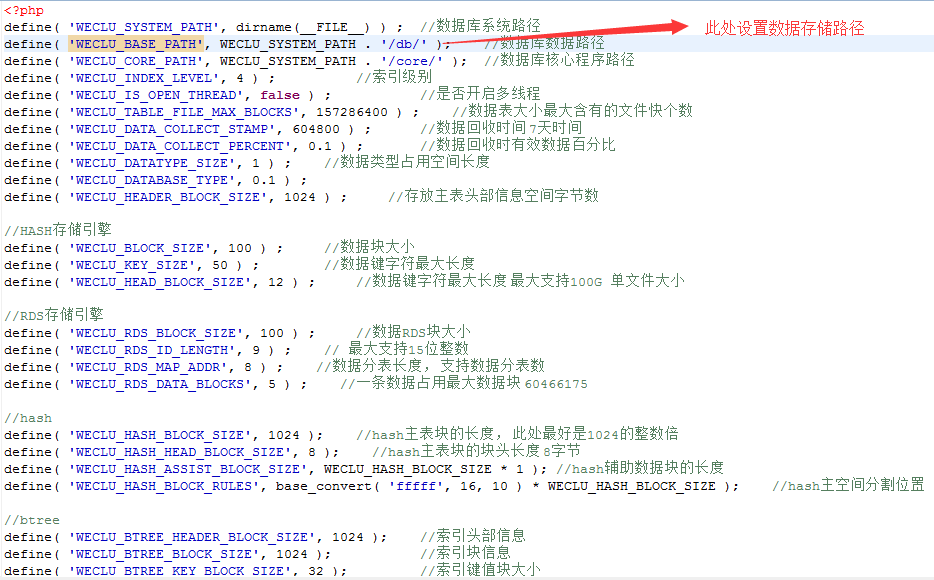 <?php
define( 'WECLU_SYSTEM_PATH', dirname(__FILE__) ) ; //数据库系统路径
此处设置数据存储路径
define( 'WECLU_BASE_PATH', WECLU_SYSTEM_PATH . '/db/' ); //数据库数据路径
define( 'WECLU_CORE_PATH', WECLU_SYSTEM_PATH . '/core/' ); //数据库核心程序路径
define( 'WECLU_INDEX_LEVEL', 4 ) ; //索引级别
define( 'WECLU_IS_OPEN_THREAD', false ) ; //是否开启多线程
define( 'WECLU_TABLE_FILE_MAX_BLOCKS', 157286400 ) ; //数据表大小最大含有的文件快个数
define( 'WECLU_DATA_COLLECT_STAMP', 604800 ) ; //数据回收时间 7天时间
define( 'WECLU_DATA_COLLECT_PERCENT', 0.1 ) ; //数据回收时有效数据百分比
define( 'WECLU_DATATYPE_SIZE', 1 ) ; //数据类型占用空间长度
define( 'WECLU_DATABASE_TYPE', 0.1 ) ;
define( 'WECLU_HEADER_BLOCK_SIZE', 1024 ) ; //存放主表头部信息空间字节数
//HASH存储引擎
define( 'WECLU_BLOCK_SIZE', 100 ) ; //数据块大小
define( 'WECLU_KEY_SIZE', 50 ) ; //数据键字符最大长度
define( 'WECLU_HEAD_BLOCK_SIZE', 12 ) ; //数据键字符最大长度 最大支持100G 单文件大小
//RDS存储引擎
define( 'WECLU_RDS_BLOCK_SIZE', 100 ) ; //数据RDS块大小
define( 'WECLU_RDS_ID_LENGTH', 9 ) ; // 最大支持15位整数
define( 'WECLU_RDS_MAP_ADDR', 8 ) ; //数据分表长度，支持数据分表数
define( 'WECLU_RDS_DATA_BLOCKS', 5 ) ; //一条数据占用最大数据块 60466175
//hash
define( 'WECLU_HASH_BLOCK_SIZE', 1024 ); //hash主表块的长度，此处最好是1024的整数倍
define( 'WECLU_HASH_HEAD_BLOCK_SIZE', 8 ); //hash主表块的块头长度 8字节
define( 'WECLU_HASH_ASSIST_BLOCK_SIZE', WECLU_HASH_BLOCK_SIZE * 1 ); //hash辅助数据块的长度
define( 'WECLU_HASH_BLOCK_RULES', base_convert( 'fffff', 16, 10 ) * WECLU_HASH_BLOCK_SIZE ); //hash主空间分割位置
//btree
define( 'WECLU_BTREE_HEADER_BLOCK_SIZE', 1024 ); //索引头部信息
define( 'WECLU_BTREE_BLOCK_SIZE', 1024 ); //索引块信息
define( 'WECLU_BTREE_KEY_BLOCK_SIZE', 32 ); //索引键值块大小